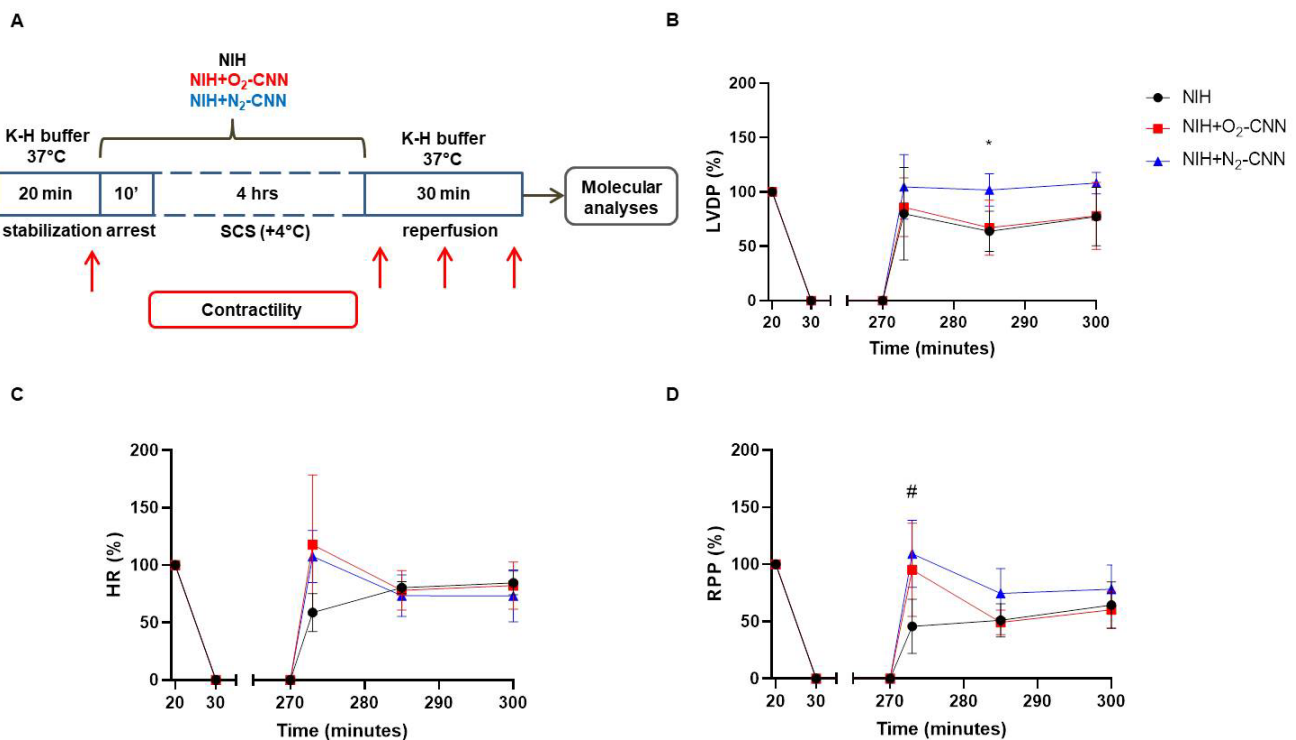 A
NIH
NIH+O₂-CNN
NIH+N₂-CNN
K-H buffer
37°C
K-H buffer
37°C
20 min
10'
4 hrs
30 min
Molecular
analyses
stabilization arrest
SCS (+4°C)
reperfusion
Contractility
B
200
150
100
50
0
LVDP (%)
*
20 30 270 280 290 300
Time (minutes)
NIH
NIH+O₂-CNN
NIH+N₂-CNN
C
200
150
100
50
0
HR (%)
20 30 270 280 290 300
Time (minutes)
D
200
150
100
50
0
RPP (%)
#
20 30 270 280 290 300
Time (minutes)